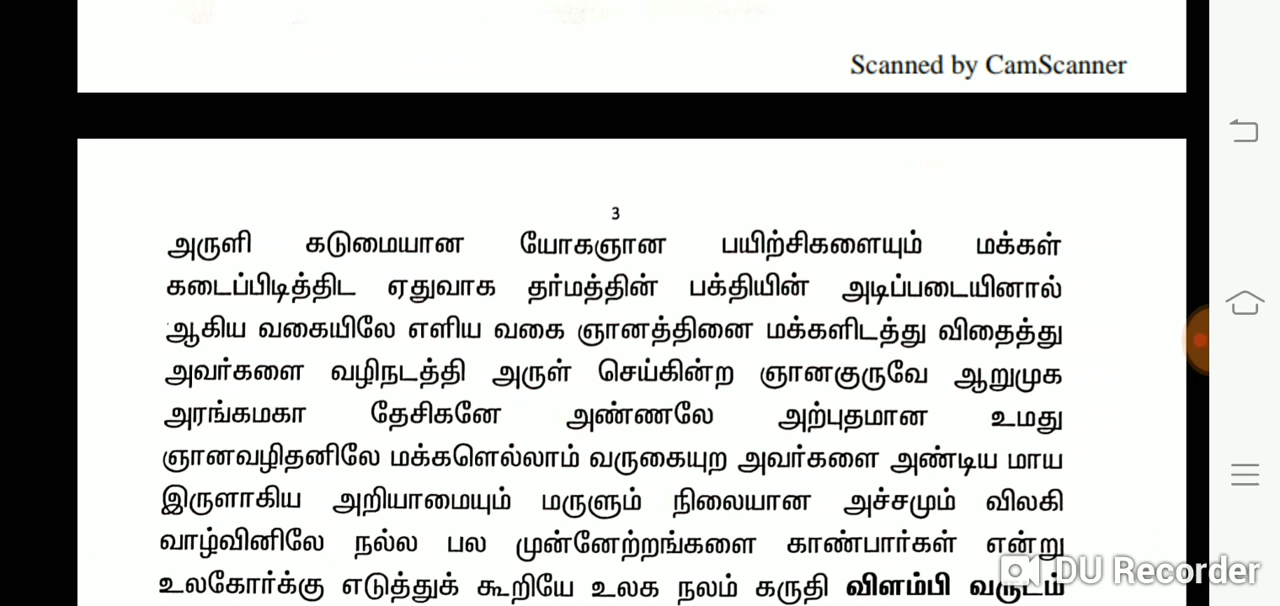 Scanned by CamScanner
3
அருளி கடுமையான யோகஞான பயிற்சிகளையும் மக்கள்
கடைப்பிடித்திட ஏதுவாக தர்மத்தின் பக்தியின் அடிப்படையினால்
ஆகிய வகையிலே எளிய வகை ஞானத்தினை மக்களிடத்து விதைத்து
அவர்களை வழிநடத்தி அருள் செய்கின்ற ஞானகுருவே ஆறுமுக
அரங்கமகா தேசிகனே அண்ணலே அற்புதமான உமது
ஞானவழிதனிலே மக்களெல்லாம் வருகையுற அவர்களை அண்டிய மாய
இருளாகிய அறியாமையும் மருளும் நிலையான அச்சமும் விலகி
வாழ்வினிலே நல்ல பல முன்னேற்றங்களை காண்பார்கள் என்று
உலகோர்க்கு எடுத்துக் கூறியே உலக நலம் கருதி விளம்பி வருடம்
DU Recorder